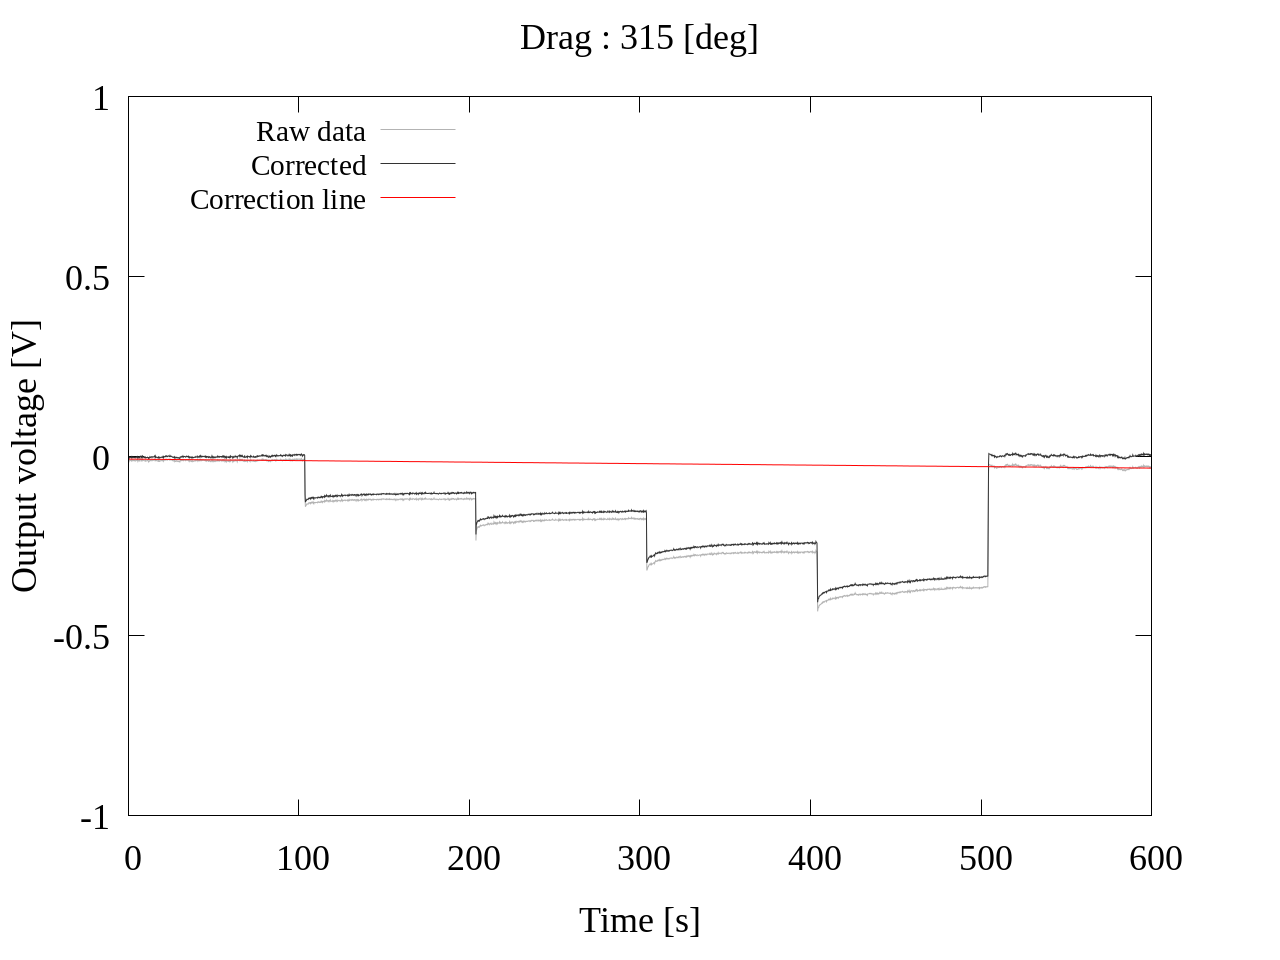 Drag : 315 [deg]
Raw data
Corrected
Correction line
1
0.5
0
-0.5
-1
Output voltage [V]
0 100 200 300 400 500 600
Time [s]